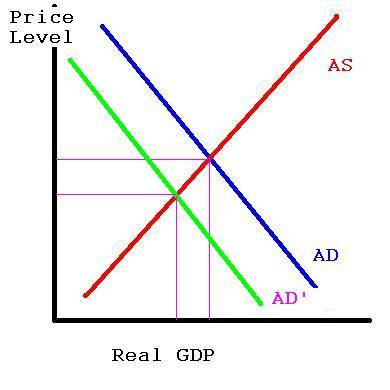 Price
Level
AS
AD
AD'
Real GDP